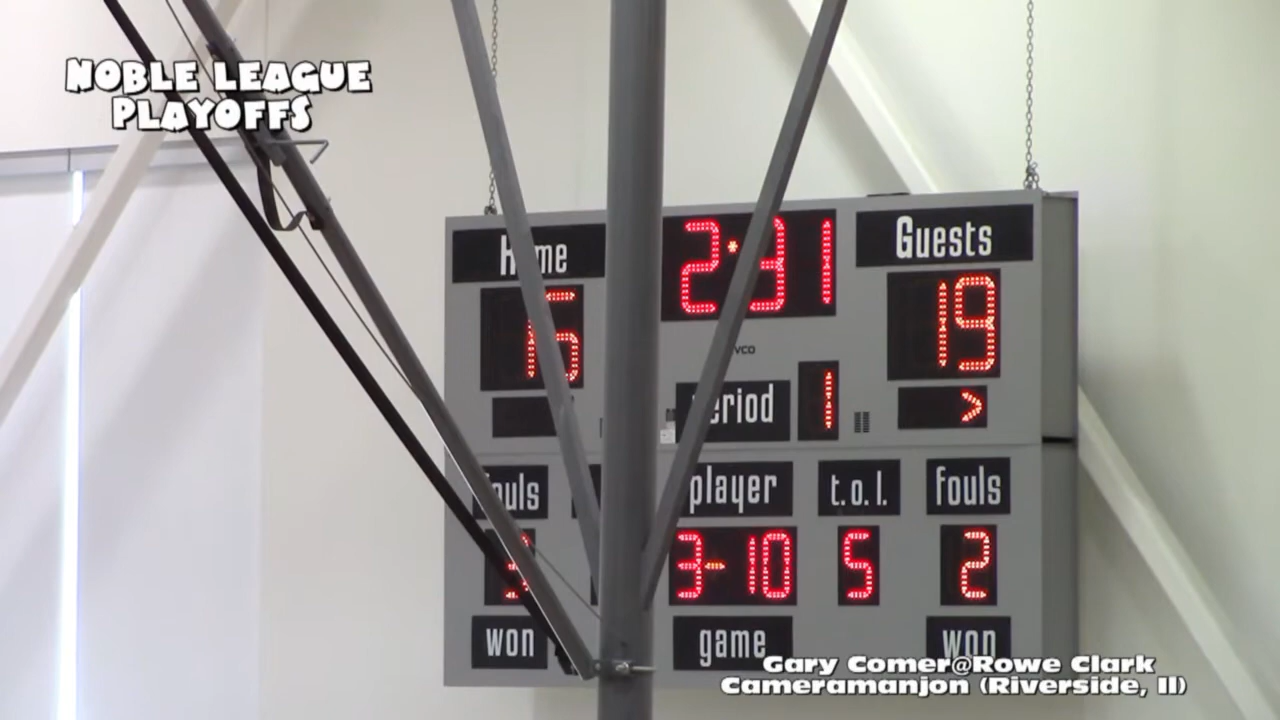 NOBLE LEAGUE
PLAYOFFS
2:31
Guests
15
19
1
>
player
t.o.l.
fouls
3-10
5
2
won
game
won
Gary Comer@Rowe Clark
Cameramanjon (Riverside, Il)